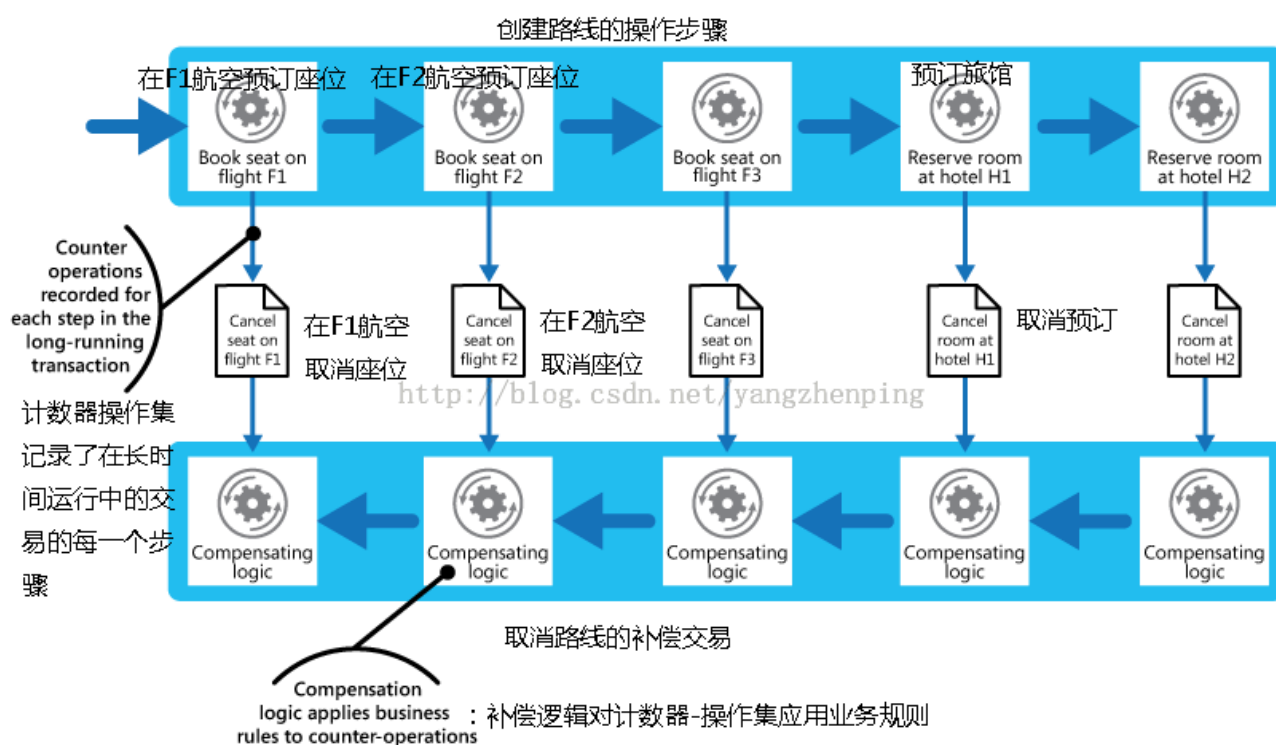 创建路线的操作步骤
在F1航空预订座位
在F2航空预订座位
预订旅馆
Book seat on
flight F1
Book seat on
flight F2
Book seat on
flight F3
Reserve room
at hotel H1
Reserve room
at hotel H2
Counter
operations
recorded for
each step in the
long-running
transaction
Cancel
seat on
flight F1
在F1航空
取消座位
Cancel
seat on
flight F2
在F2航空
取消座位
Cancel
seat on
flight F3
Cancel
room at
hotel H1
取消预订
Cancel
room at
hotel H2
http://blog.csdn.net/yangzhenping
计数器操作集
记录了在长时
间运行中的交
易的每一个步
骤
Compensating
logic
Compensating
logic
Compensating
logic
Compensating
logic
Compensating
logic
取消路线的补偿交易
Compensation
logic applies business
rules to counter-operations
：补偿逻辑对计数器-操作集应用业务规则